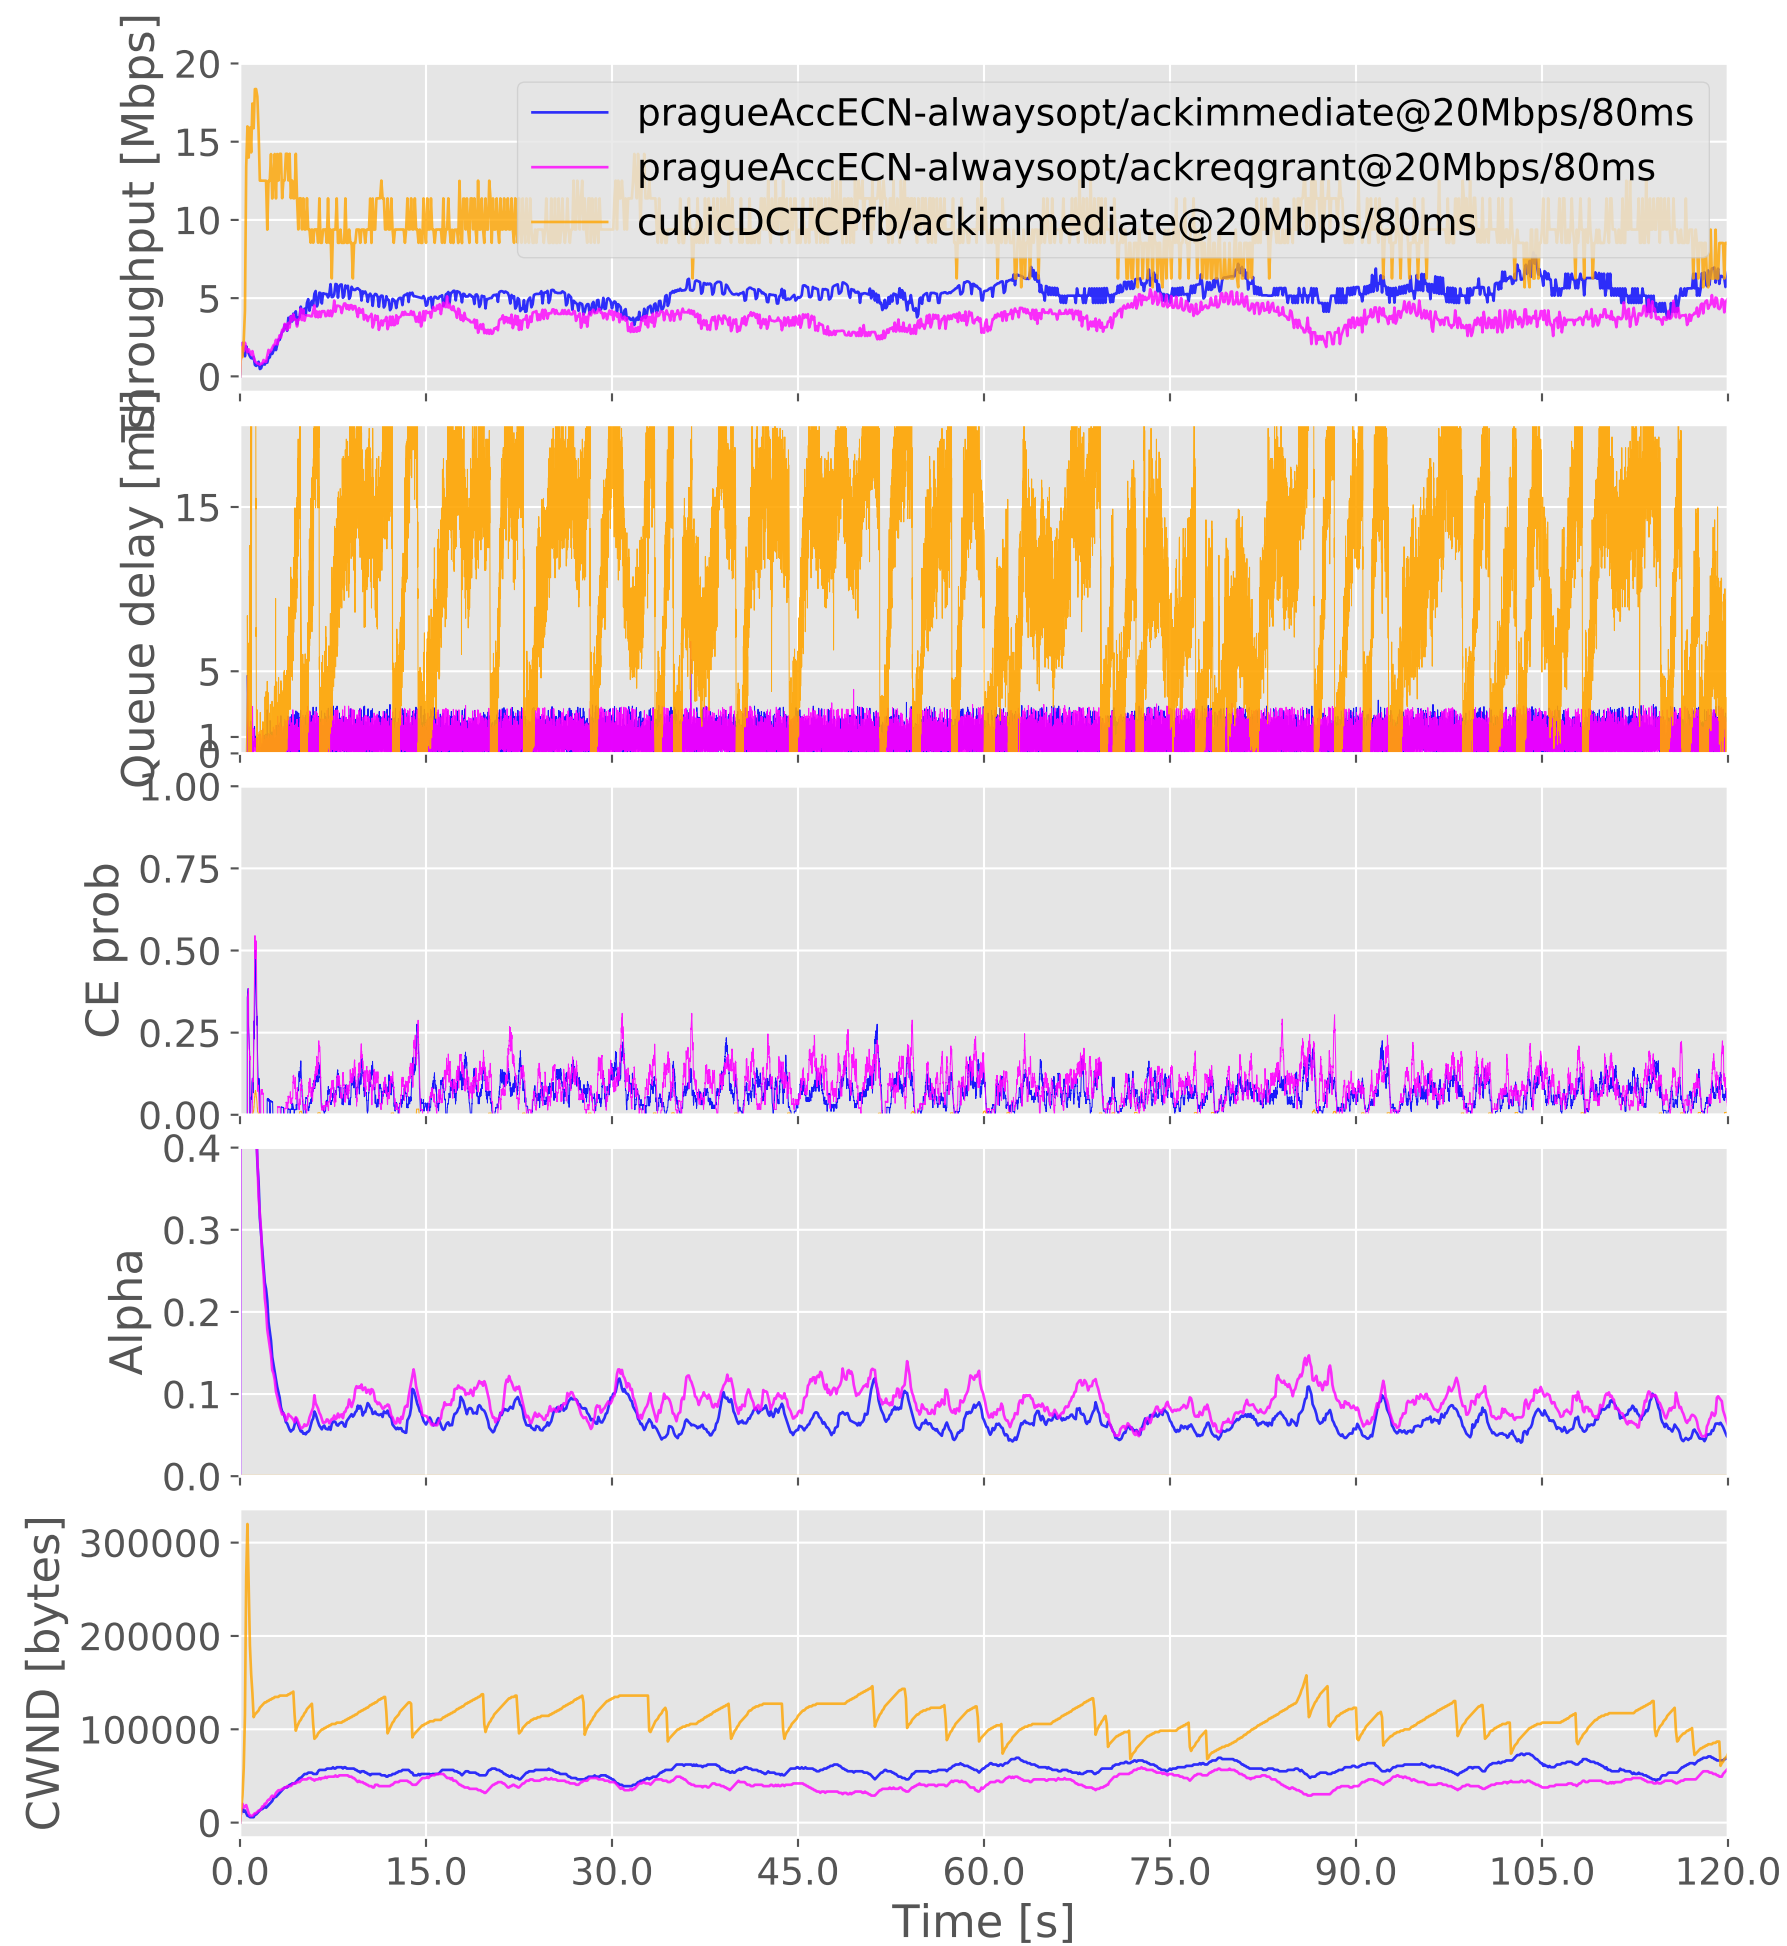 Throughput [Mbps]
20
15
10
5
0
pragueAccECN-alwaysopt/ackimmediate@20Mbps/80ms
pragueAccECN-alwaysopt/ackreqgrant@20Mbps/80ms
cubicDCTCPfb/ackimmediate@20Mbps/80ms
Queue delay [ms]
15
5
1
0
CE prob
1.00
0.75
0.50
0.25
0.00
Alpha
0.4
0.3
0.2
0.1
0.0
CWND [bytes]
300000
200000
100000
0
0.0 15.0 30.0 45.0 60.0 75.0 90.0 105.0 120.0
Time [s]